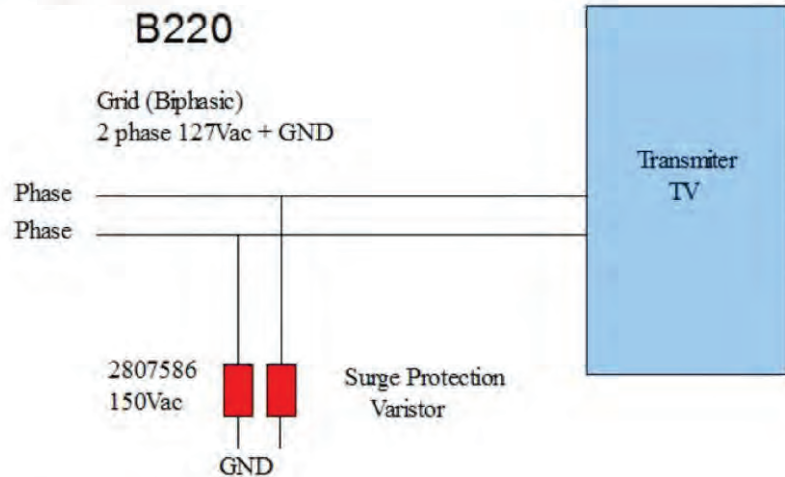 B220
Grid (Biphasic)
2 phase 127Vac + GND
Phase
Phase
Transmiter
TV
2807586
150Vac
Surge Protection
Varistor
GND